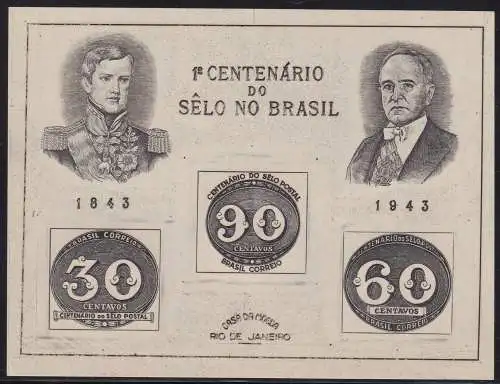 1º CENTENÁRIO
DO
SÊLO NO BRASIL
1843
1943
CENTENÁRIO DO SÊLO POSTAL
90
CENTAVOS
BRASIL CORREIO
BRASIL CORREIO
30
CENTAVOS
CENTENÁRIO DO SÊLO POSTAL
CENTENÁRIO DO SÊLO POSTAL
60
CENTAVOS
BRASIL CORREIO
CASA DA MOEDA
RIO DE JANEIRO